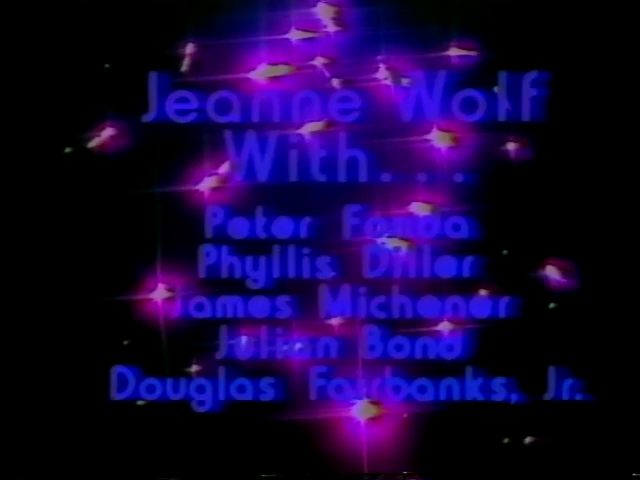 Jeanne Wolf
With...
Peter Fonda
Phyllis Diller
James Michener
Julian Bond
Douglas Fairbanks, Jr.